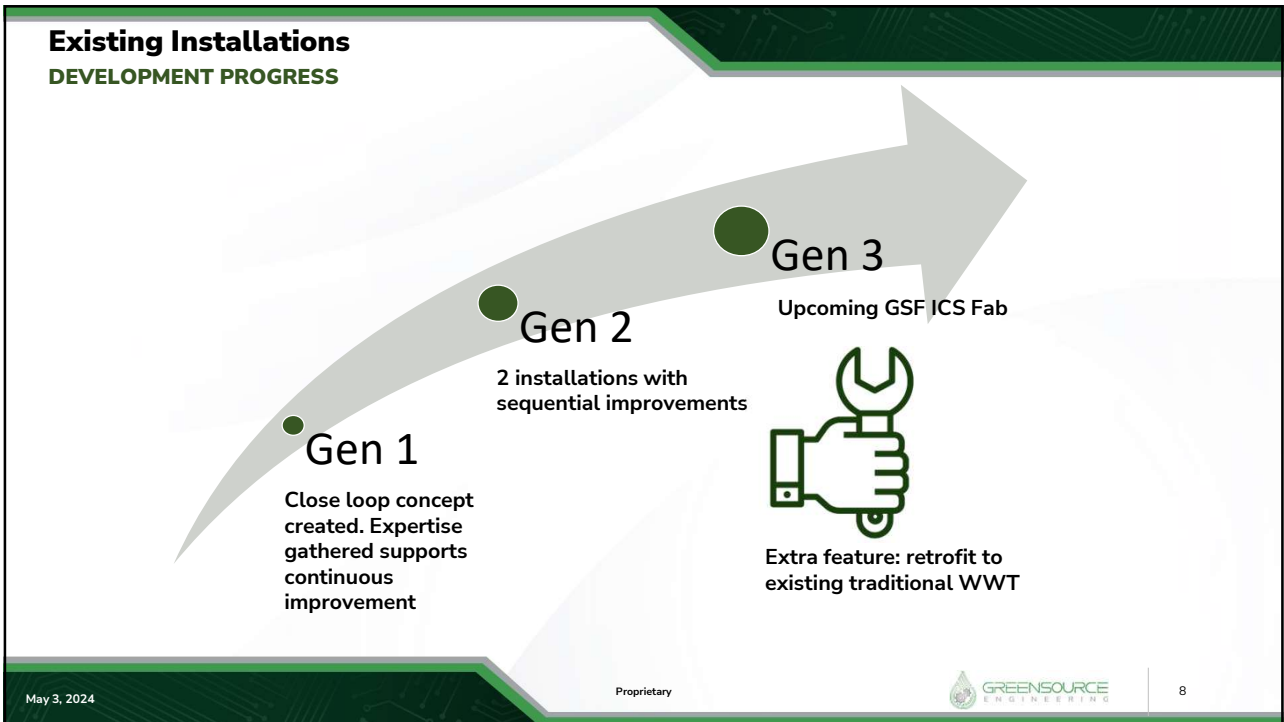 Existing Installations
DEVELOPMENT PROGRESS
Gen 1
Close loop concept
created. Expertise
gathered supports
continuous
improvement
Gen 2
2 installations with
sequential improvements
Gen 3
Upcoming GSF ICS Fab
Extra feature: retrofit to
existing traditional WWT
May 3, 2024
Proprietary
GREENSOURCE
ENGINEERING
8